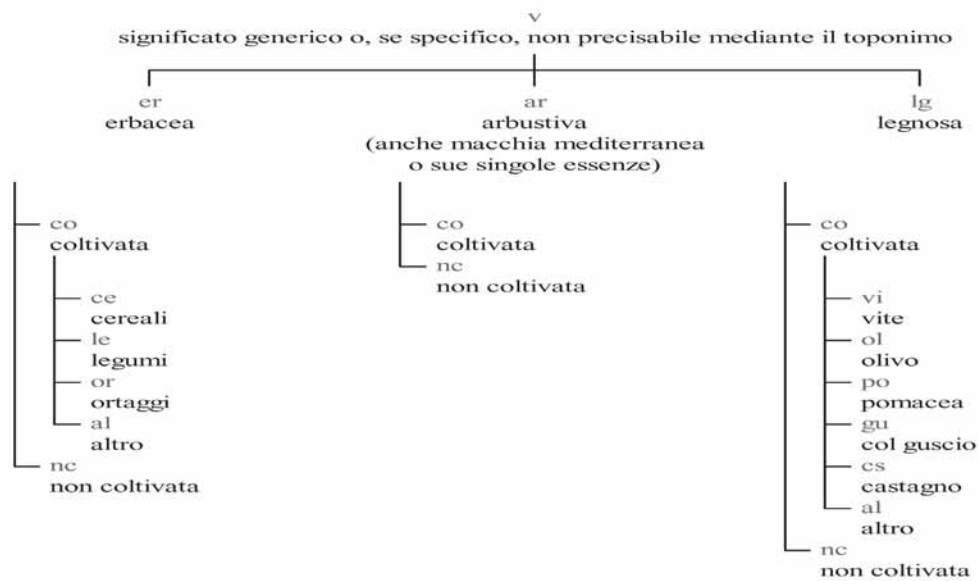 v
significato generico o, se specifico, non precisabile mediante il toponimo
er
erbacea
ar
arbustiva
(anche macchia mediterranea
o sue singole essenze)
lg
legnosa
co
coltivata
ce
cereali
le
legumi
or
ortaggi
al
altro
nc
non coltivata
co
coltivata
nc
non coltivata
co
coltivata
vi
vite
ol
olivo
po
pomacea
gu
col guscio
cs
castagno
al
altro
nc
non coltivata